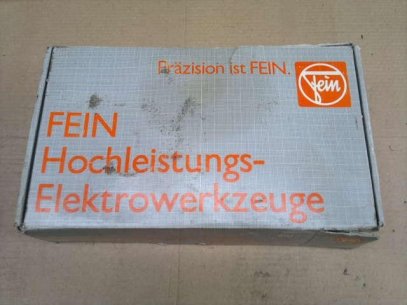 Präzision ist FEIN.
Fein
FEIN
Hochleistungs-
Elektrowerkzeuge